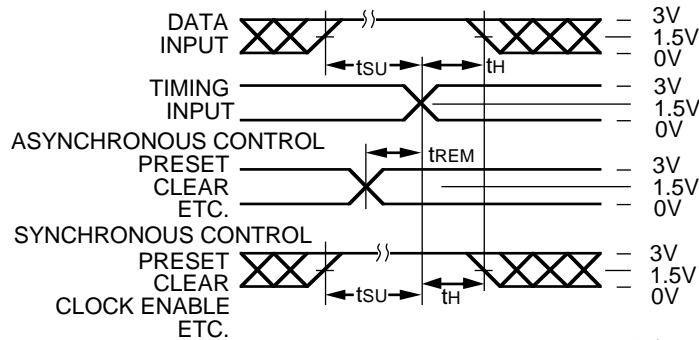 DATA
INPUT
3V
1.5V
0V
tSU
tH
TIMING
INPUT
3V
1.5V
0V
ASYNCHRONOUS CONTROL
PRESET
CLEAR
ETC.
tREM
3V
1.5V
0V
SYNCHRONOUS CONTROL
PRESET
CLEAR
CLOCK ENABLE
ETC.
3V
1.5V
0V
tSU
tH